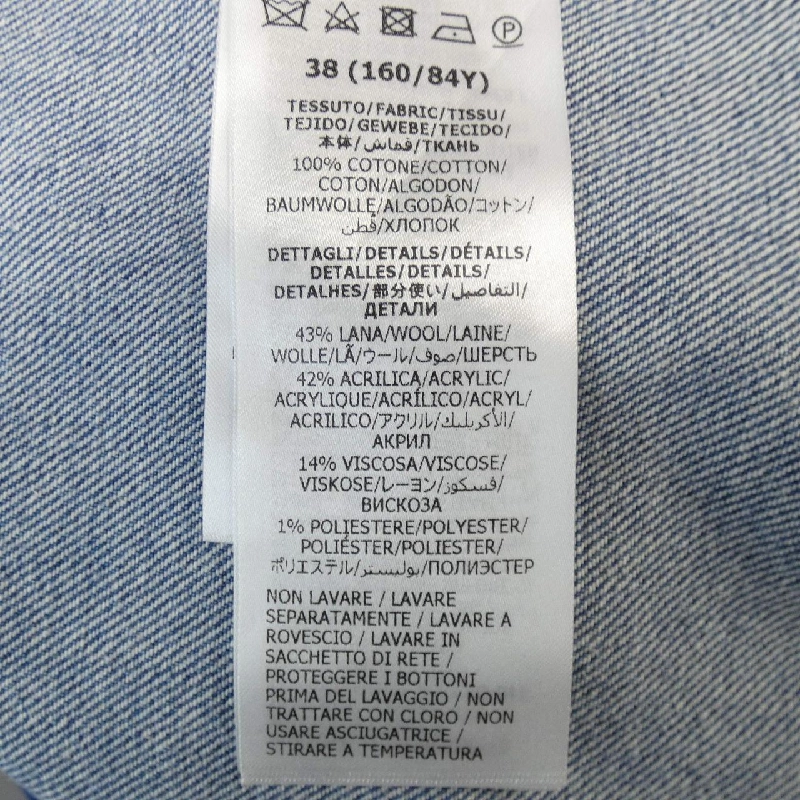 38 (160/84Y)
TESSUTO/FABRIC/TISSU/
TEJIDO/GEWEBE/TECIDO/
本体/قماش/ТКАНЬ
100% COTONE/COTTON/
COTON/ALGODON/
BAUMWOLLE/ALGODÃO/コットン/
قطن/ХЛОПОК
DETTAGLI/DETAILS/DÉTAILS/
DETALLES/DETAILS/
DETALHES/部分使い/التفاصيل/
ДЕТАЛИ
43% LANA/WOOL/LAINE/
WOLLE/LÃ/ウール/صوف/ШЕРСТЬ
42% ACRILICA/ACRYLIC/
ACRYLIQUE/ACRÍLICO/ACRYL/
ACRILICO/アクリル/الأكريليك/
АКРИЛ
14% VISCOSA/VISCOSE/
VISKOSE/レーヨン/فسكوز/
ВИСКОЗА
1% POLIESTERE/POLYESTER/
POLIÉSTER/POLIESTER/
ポリエステル/بوليستر/ПОЛИЭСТЕР
NON LAVARE / LAVARE
SEPARATAMENTE / LAVARE A
ROVESCIO / LAVARE IN
SACCHETTO DI RETE /
PROTEGGERE I BOTTONI
PRIMA DEL LAVAGGIO / NON
TRATTARE CON CLORO / NON
USARE ASCIUGATRICE /
STIRARE A TEMPERATURA